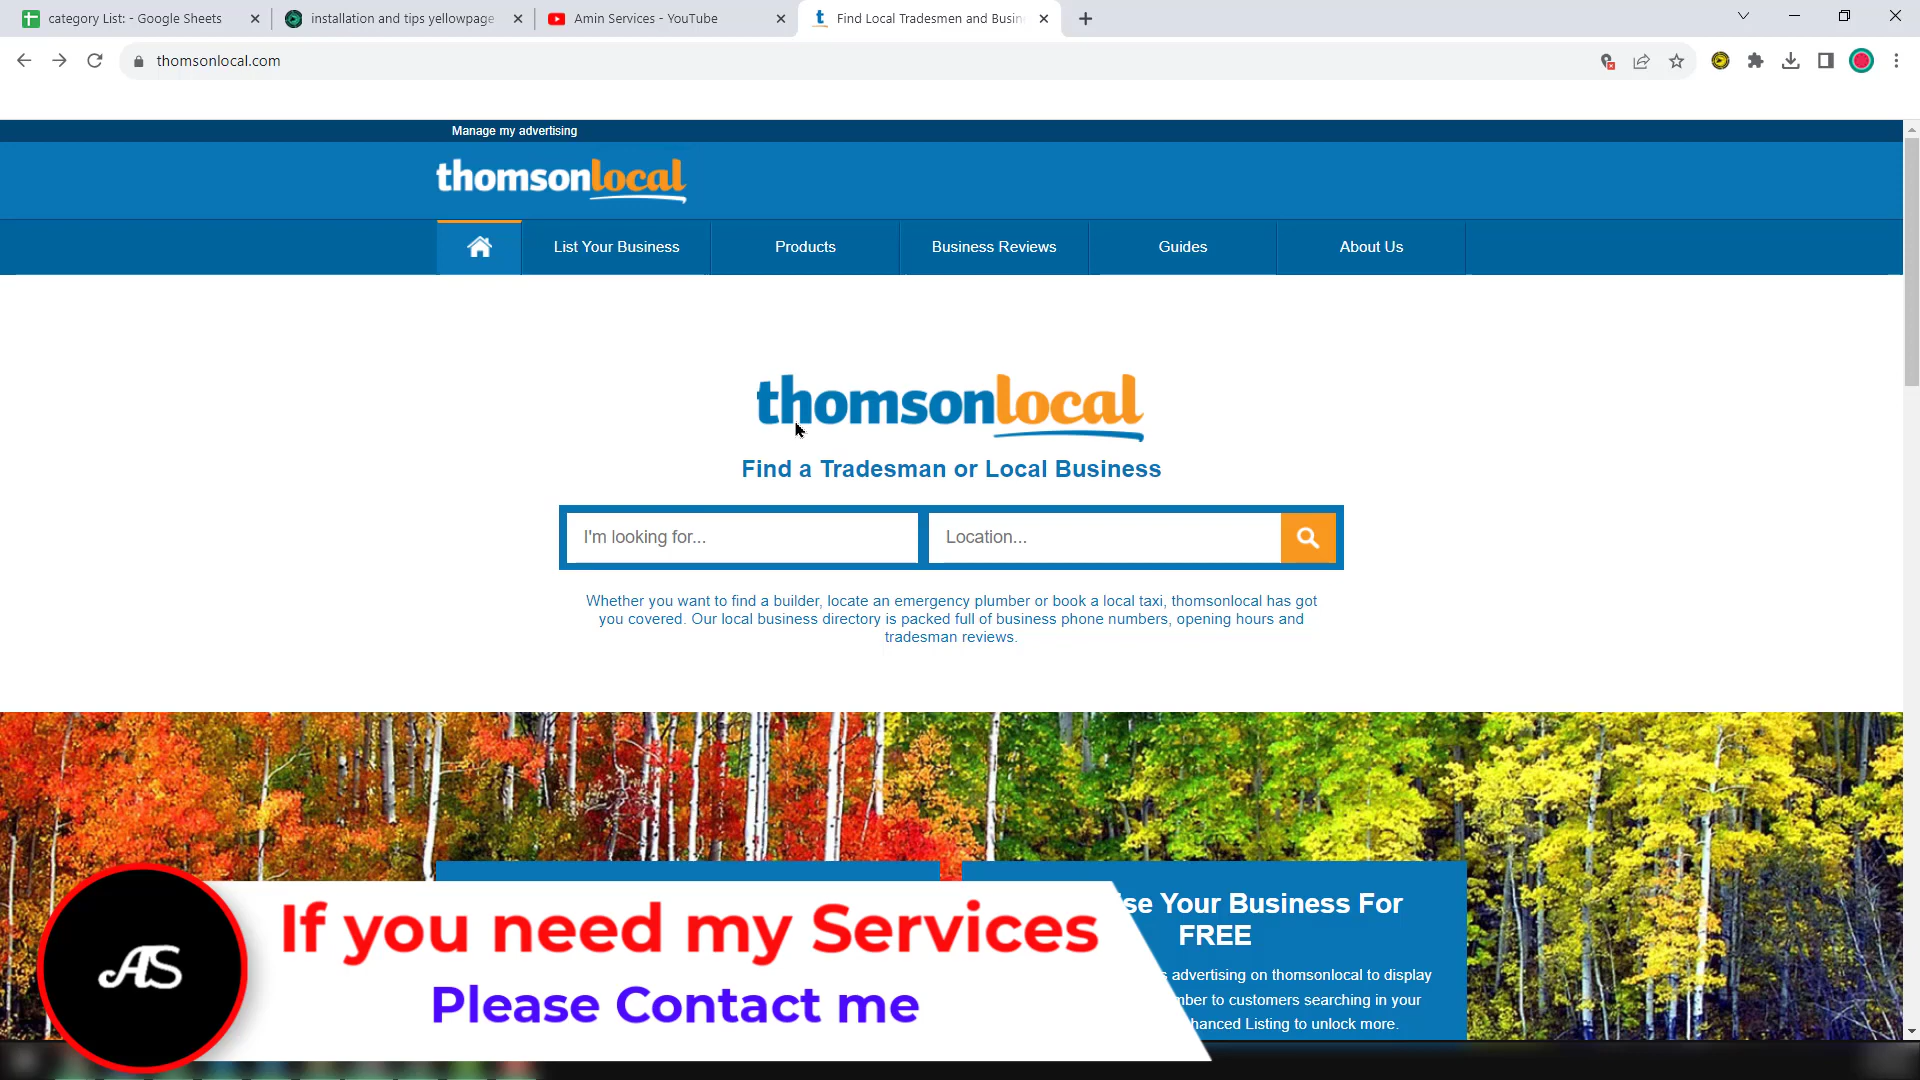 category List: - Google Sheets
installation and tips yellowpage
Amin Services - YouTube
Find Local Tradesmen and Busin
thomsonlocal.com
Manage my advertising
thomsonlocal
List Your Business
Products
Business Reviews
Guides
About Us
thomsonlocal
Find a Tradesman or Local Business
I'm looking for...
Location...
Whether you want to find a builder, locate an emergency plumber or book a local taxi, thomsonlocal has got
you covered. Our local business directory is packed full of business phone numbers, opening hours and
tradesman reviews.
se Your Business For
FREE
s advertising on thomsonlocal to display
mber to customers searching in your
hanced Listing to unlock more.
AS
If you need my Services
Please Contact me